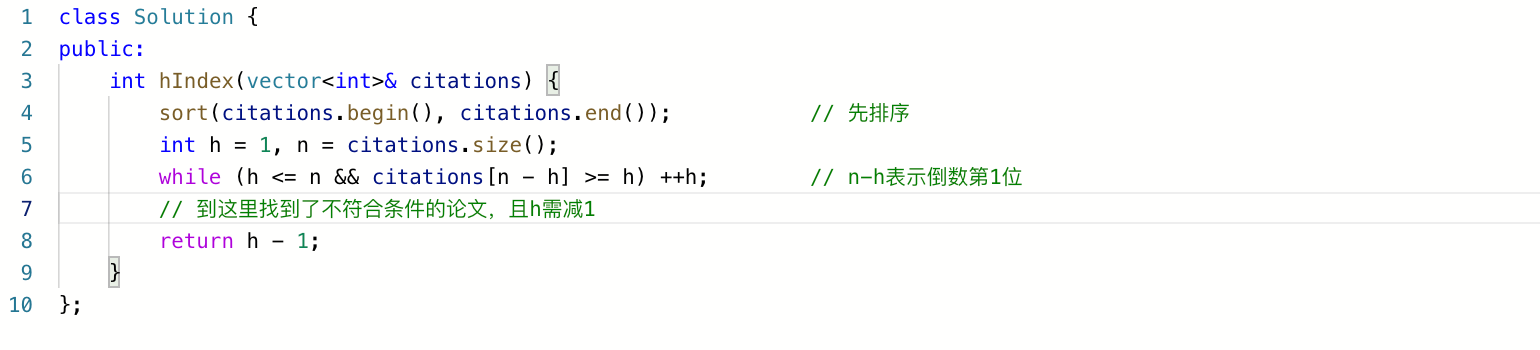 1 class Solution {
2 public:
3     int hIndex(vector<int>& citations) {
4         sort(citations.begin(), citations.end());           // 先排序
5         int h = 1, n = citations.size();
6         while (h <= n && citations[n - h] >= h) ++h;        // n-h表示倒数第1位
7         // 到这里找到了不符合条件的论文，且h需减1
8         return h - 1;
9     }
10 };